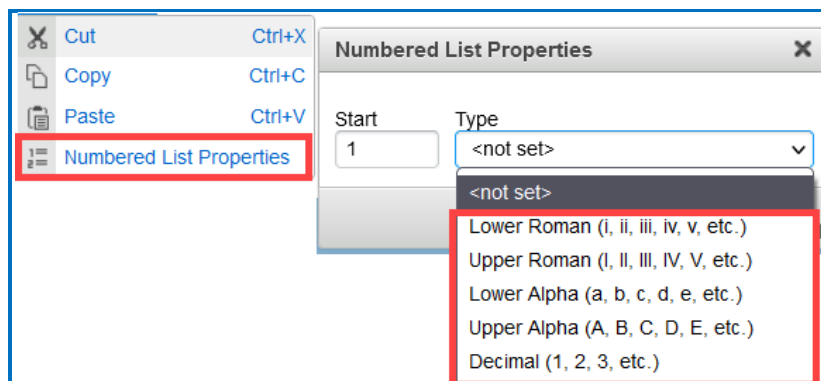 Cut Ctrl+X
Copy Ctrl+C
Paste Ctrl+V
Numbered List Properties
Numbered List Properties
Start Type
1 <not set>
<not set>
Lower Roman (i, ii, iii, iv, v, etc.)
Upper Roman (I, II, III, IV, V, etc.)
Lower Alpha (a, b, c, d, e, etc.)
Upper Alpha (A, B, C, D, E, etc.)
Decimal (1, 2, 3, etc.)